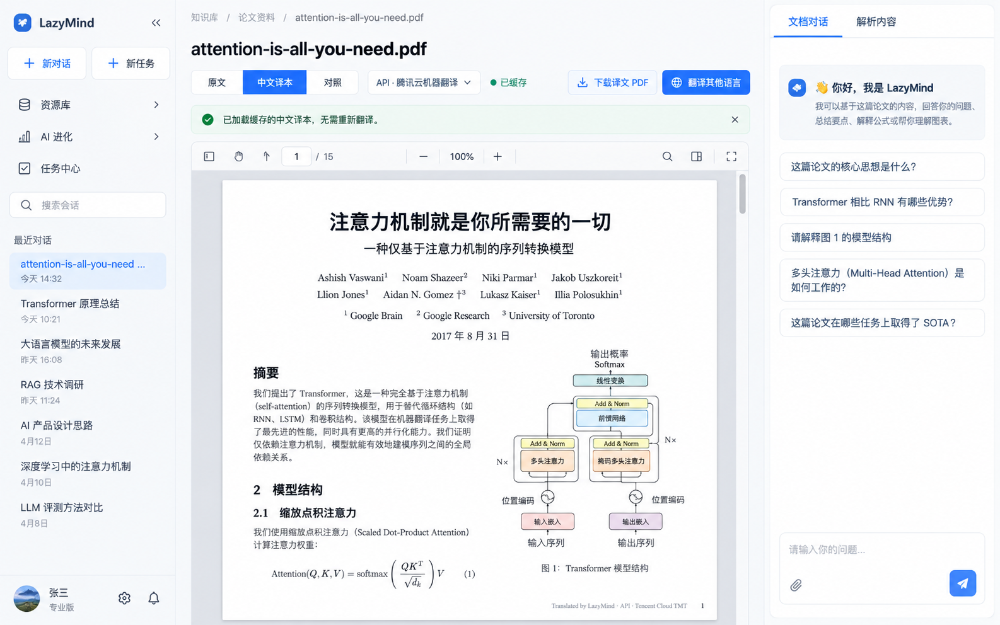 LazyMind
新对话
新任务
资源库
AI 进化
任务中心
搜索会话
最近对话
attention-is-all-you-need ...
今天 14:32
Transformer 原理总结
今天 10:21
大语言模型的未来发展
昨天 16:08
RAG 技术调研
昨天 11:24
AI 产品设计思路
4月12日
深度学习中的注意力机制
4月10日
LLM 评测方法对比
4月8日
张三
专业版
知识库 / 论文资料 / attention-is-all-you-need.pdf
attention-is-all-you-need.pdf
原文 中文译本 对照 API · 腾讯云机器翻译 已缓存 下载译文 PDF 翻译其他语言
已加载缓存的中文译本，无需重新翻译。
1 / 15 100%
注意力机制就是你所需要的一切
一种仅基于注意力机制的序列转换模型
Ashish Vaswani¹ Noam Shazeer² Niki Parmar¹ Jakob Uszkoreit¹
Llion Jones¹ Aidan N. Gomez †³ Lukasz Kaiser¹ Illia Polosukhin¹
¹ Google Brain ² Google Research ³ University of Toronto
2017 年 8 月 31 日
摘要
我们提出了 Transformer，这是一种完全基于注意力机制
（self-attention）的序列转换模型，用于替代循环结构（如
RNN、LSTM）和卷积结构。该模型在机器翻译任务上取得
了最先进的性能，同时具有更高的并行化能力。我们证明
仅依赖注意力机制，模型就能有效地建模序列之间的全局
依赖关系。
2 模型结构
2.1 缩放点积注意力
我们使用缩放点积注意力（Scaled Dot-Product Attention）
计算注意力权重：
Attention(Q, K, V) = softmax( QKᵀ / √dₖ ) V (1)
输出概率
Softmax
线性变换
Add & Norm
前馈网络
N×
Add & Norm
Add & Norm
N×
多头注意力
掩码多头注意力
位置编码
位置编码
输入嵌入
输出嵌入
输入序列
输出序列
图 1：Transformer 模型结构
Translated by LazyMind · API · Tencent Cloud TMT 1
文档对话 解析内容
👋 你好，我是 LazyMind
我可以基于这篇论文的内容，回答你的问题、
总结要点、解释公式或帮你理解图表。
这篇论文的核心思想是什么？
Transformer 相比 RNN 有哪些优势？
请解释图 1 的模型结构
多头注意力（Multi-Head Attention）是
如何工作的？
这篇论文在哪些任务上取得了 SOTA？
请输入你的问题...